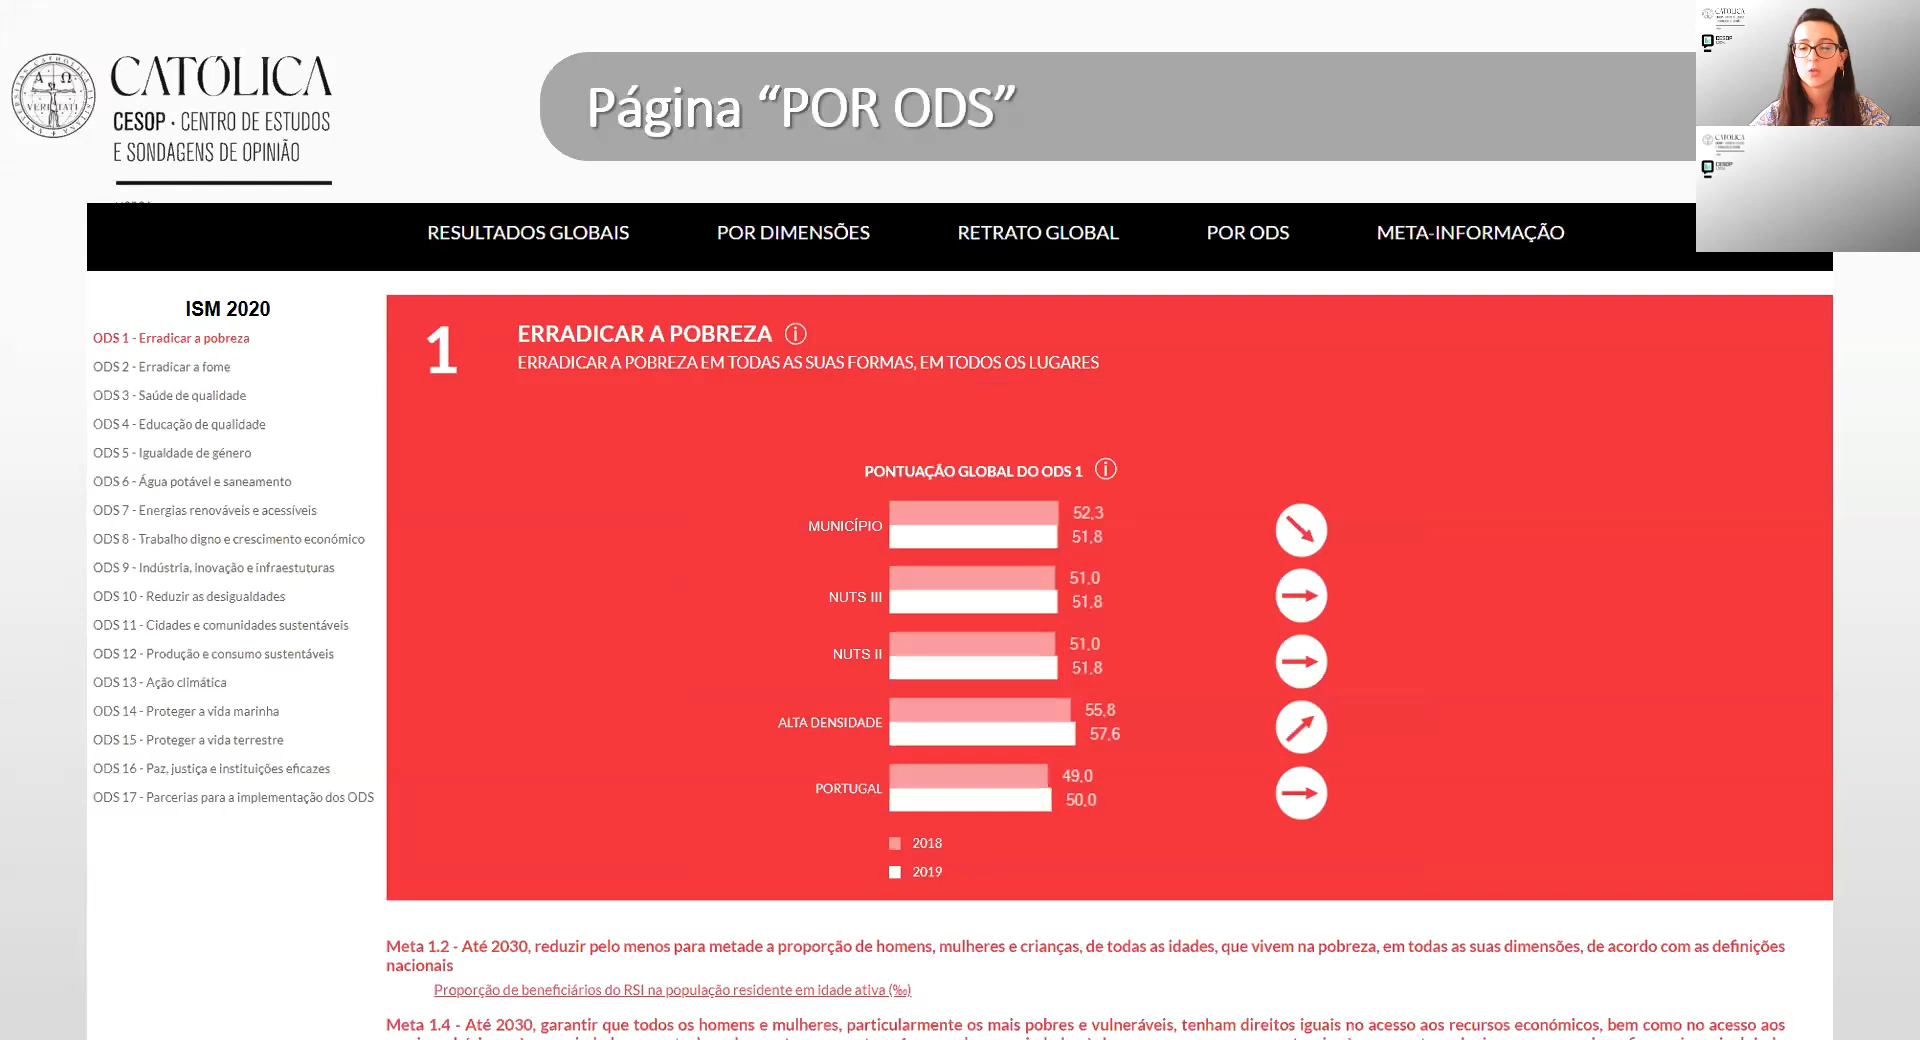 CATÓLICA
CESOP · CENTRO DE ESTUDOS
E SONDAGENS DE OPINIÃO
Página “POR ODS”
CATÓLICA
CESOP
CATÓLICA
CESOP
RESULTADOS GLOBAIS
POR DIMENSÕES
RETRATO GLOBAL
POR ODS
META-INFORMAÇÃO
ISM 2020
ODS 1 - Erradicar a pobreza
ODS 2 - Erradicar a fome
ODS 3 - Saúde de qualidade
ODS 4 - Educação de qualidade
ODS 5 - Igualdade de género
ODS 6 - Água potável e saneamento
ODS 7 - Energias renováveis e acessíveis
ODS 8 - Trabalho digno e crescimento económico
ODS 9 - Indústria, Inovação e infraestuturas
ODS 10 - Reduzir as desigualdades
ODS 11 - Cidades e comunidades sustentáveis
ODS 12 - Produção e consumo sustentáveis
ODS 13 - Ação climática
ODS 14 - Proteger a vida marinha
ODS 15 - Proteger a vida terrestre
ODS 16 - Paz, justiça e instituições eficazes
ODS 17 - Parcerias para a implementação dos ODS
1
ERRADICAR A POBREZA
ERRADICAR A POBREZA EM TODAS AS SUAS FORMAS, EM TODOS OS LUGARES
PONTUAÇÃO GLOBAL DO ODS 1
MUNICÍPIO
52,3
51,8
NUTS III
51,0
51,8
NUTS II
51,0
51,8
ALTA DENSIDADE
55,8
57,6
PORTUGAL
49,0
50,0
2018
2019
Meta 1.2 - Até 2030, reduzir pelo menos para metade a proporção de homens, mulheres e crianças, de todas as idades, que vivem na pobreza, em todas as suas dimensões, de acordo com as definições
nacionais
Proporção de beneficiários do RSI na população residente em idade ativa (‰)
Meta 1.4 - Até 2030, garantir que todos os homens e mulheres, particularmente os mais pobres e vulneráveis, tenham direitos iguais no acesso aos recursos económicos, bem como no acesso aos